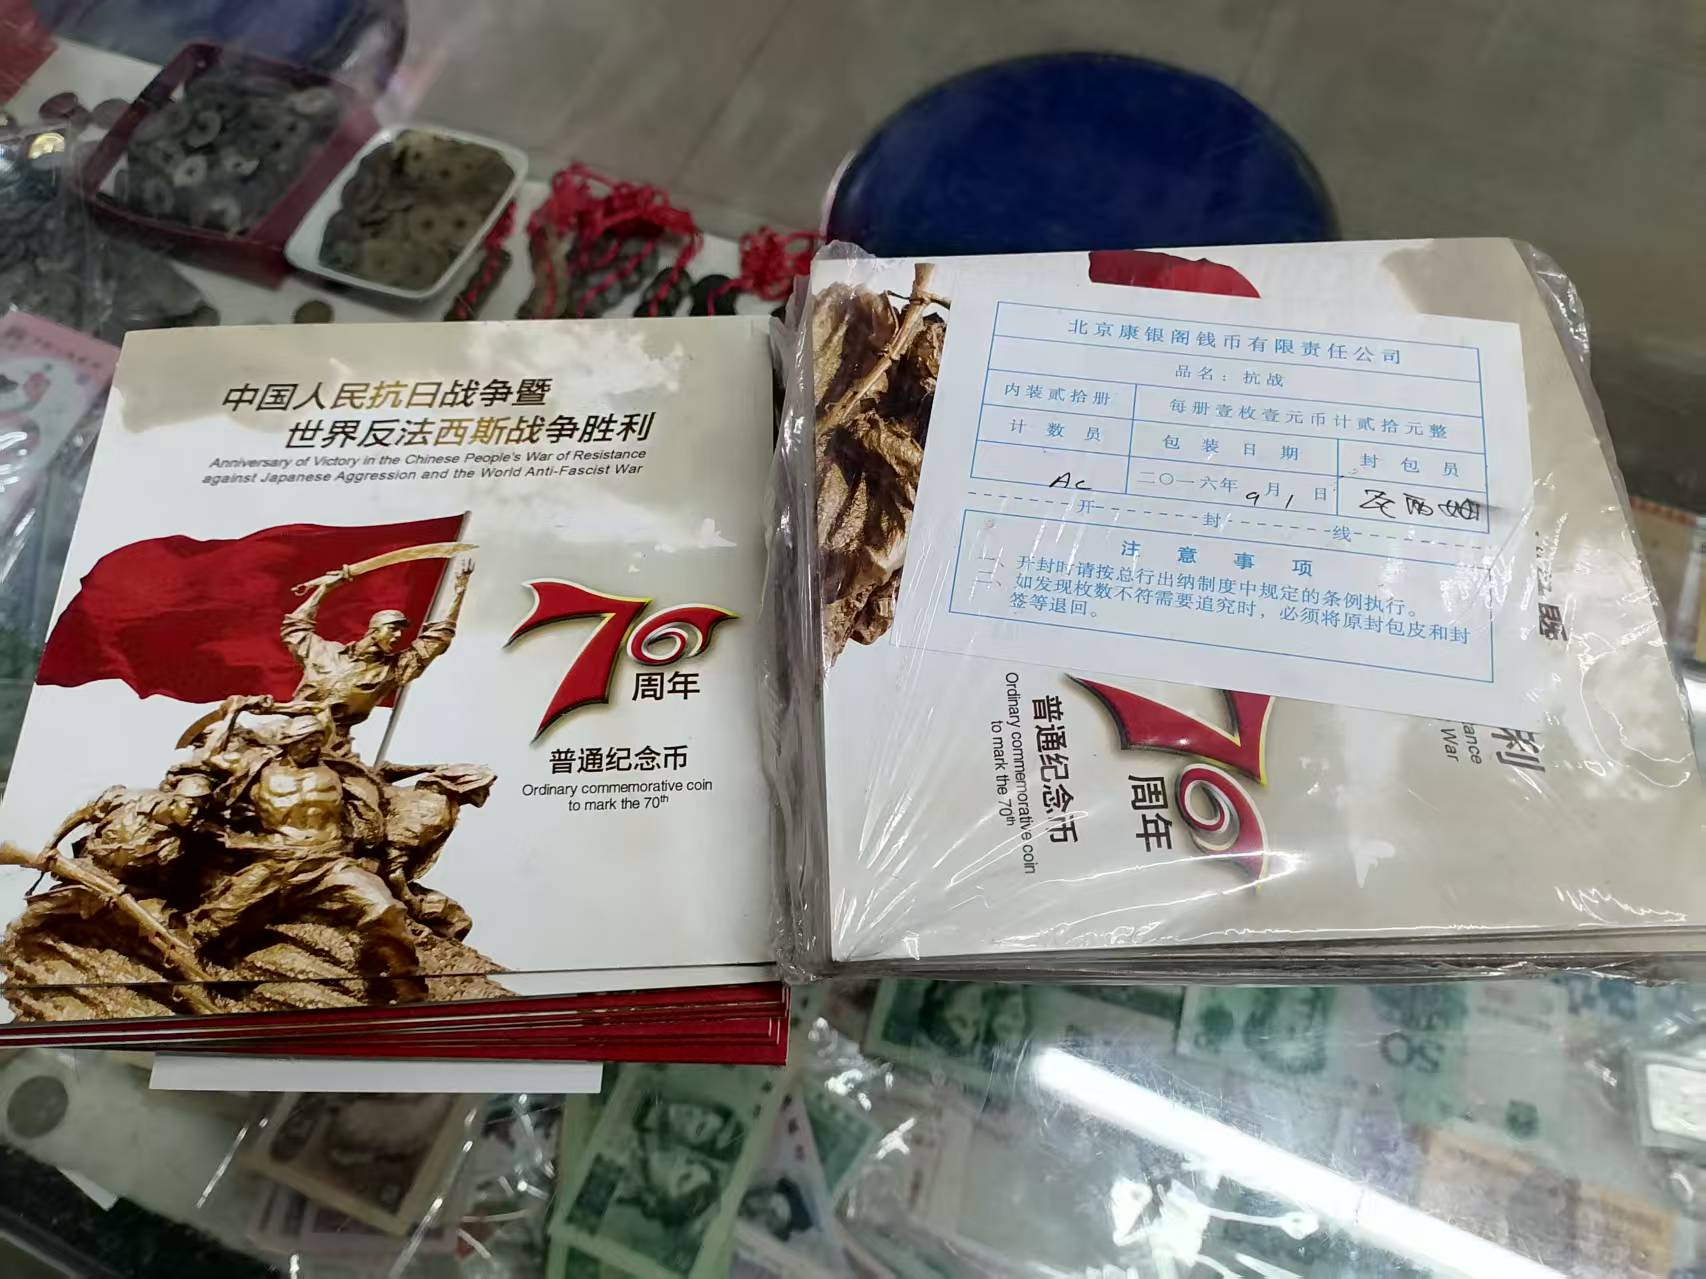 中国人民抗日战争暨
世界反法西斯战争胜利
Anniversary of Victory in the Chinese People's War of Resistance
against Japanese Aggression and the World Anti-Fascist War
70
周年
普通纪念币
Ordinary commemorative coin
to mark the 70th
北京康银阁钱币有限责任公司
品名：抗战
内装贰拾册 每册壹枚壹元币计贰拾元整
计数员 包装日期 封包员
二〇一六年9月1日
开 封 线
注意事项
一、开封时请按总行出纳制度中规定的条例执行。
二、如发现枚数不符需要追究时，必须将原封包皮和封
签等退回。
利
ance
War
70
周年
普通纪念币
Ordinary commemorative coin
to mark the 70th